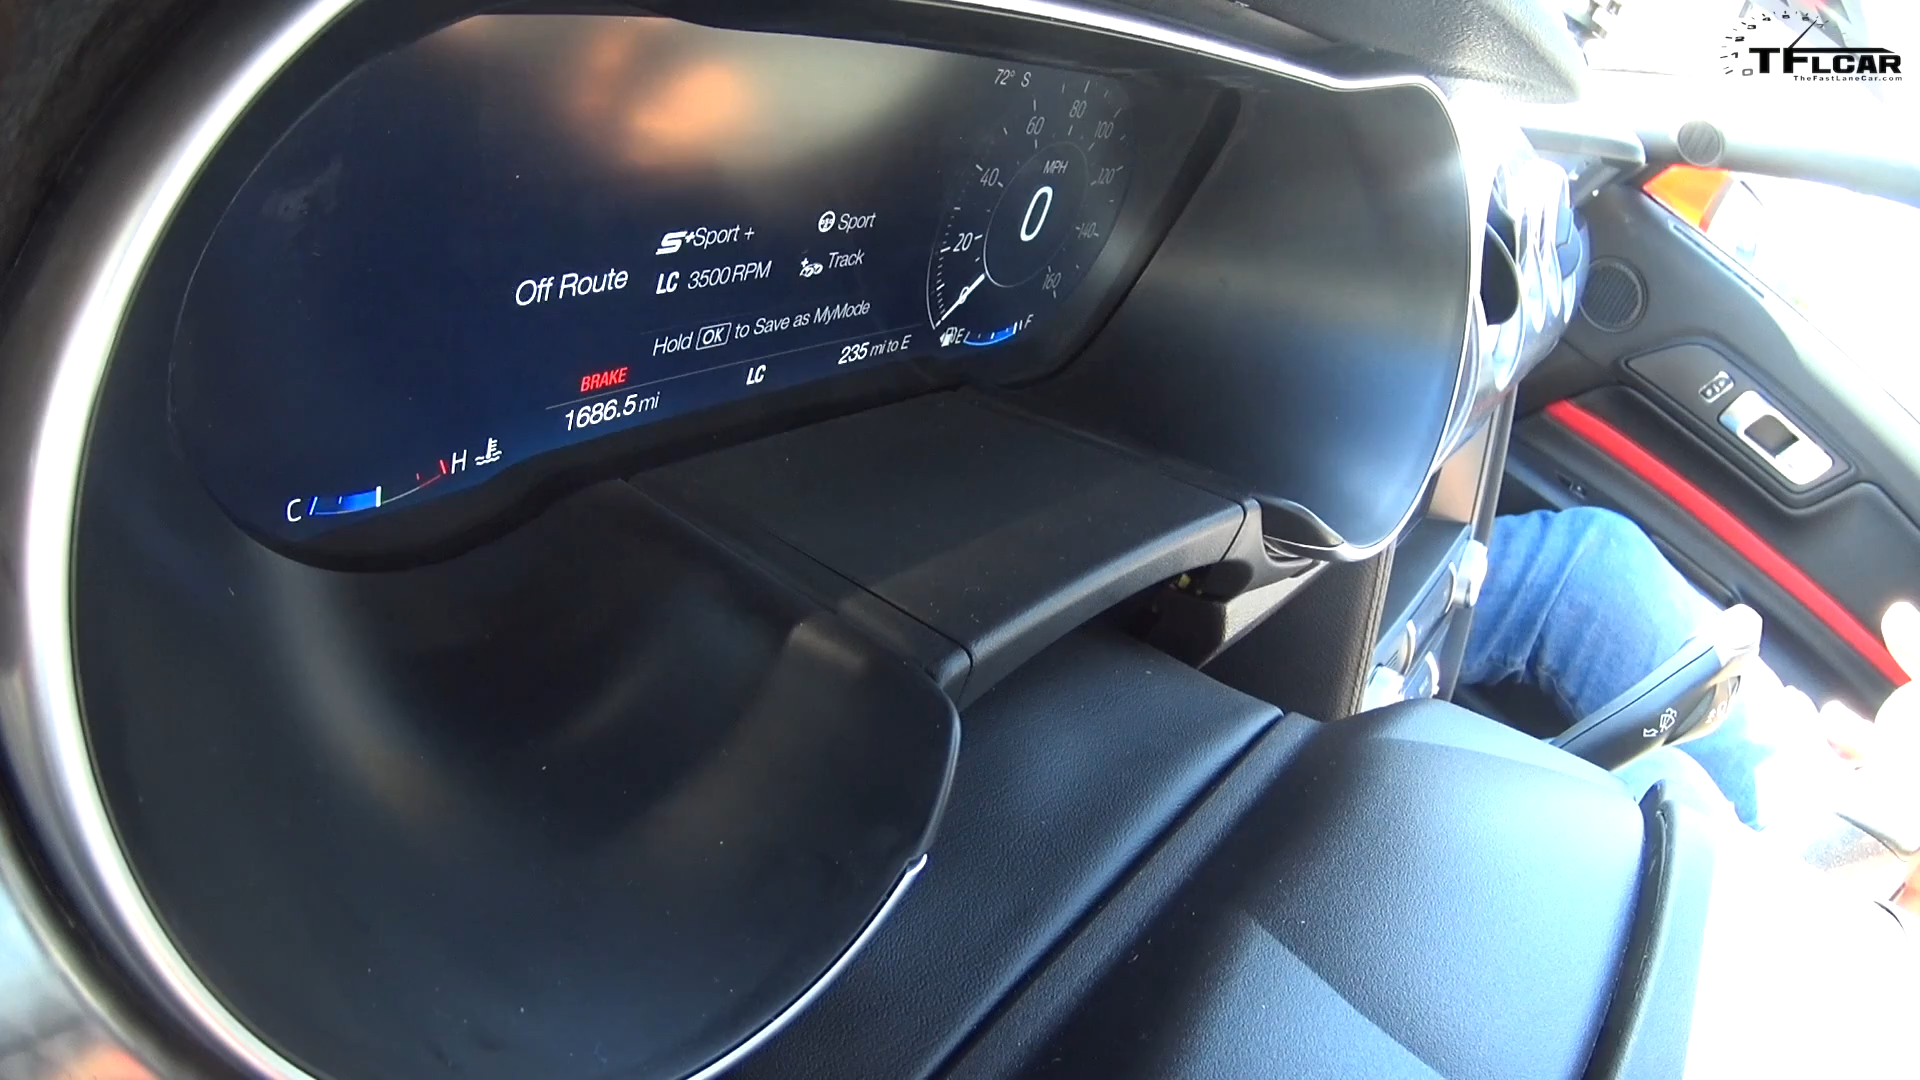 TFLCAR
TheFastLaneCar.com
72° S
20 40 60 80 100 120 140 160
MPH
0
S+ Sport +
Sport
Off Route
LC 3500 RPM
Track
Hold OK to Save as MyMode
BRAKE
LC
235 mi to E
E F
1686.5 mi
C H